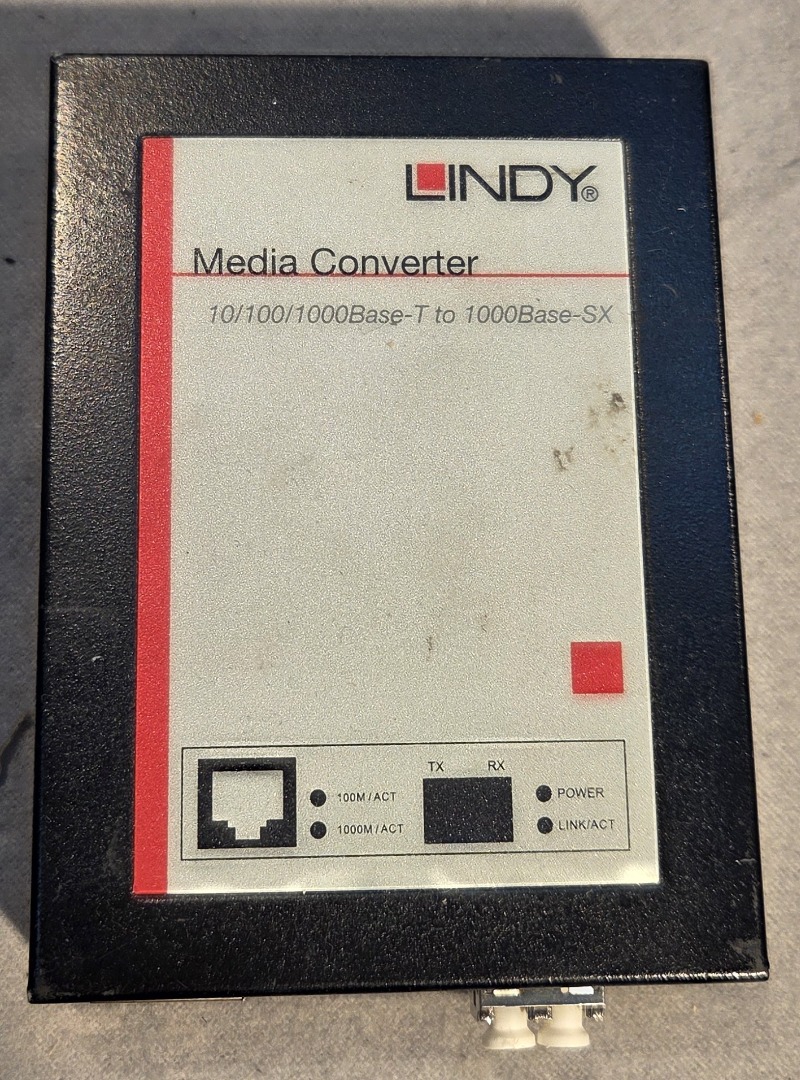 LINDY®
Media Converter
10/100/1000Base-T to 1000Base-SX
TX RX
100M/ACT
POWER
1000M/ACT
LINK/ACT